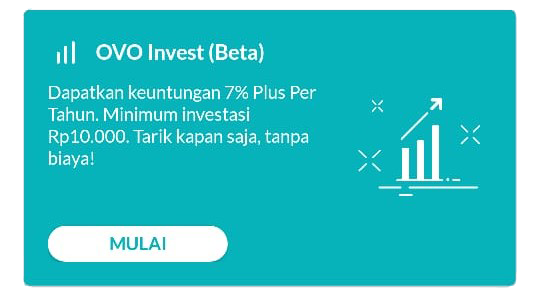 OVO Invest (Beta)
Dapatkan keuntungan 7% Plus Per
Tahun. Minimum investasi
Rp10.000. Tarik kapan saja, tanpa
biaya!
MULAI